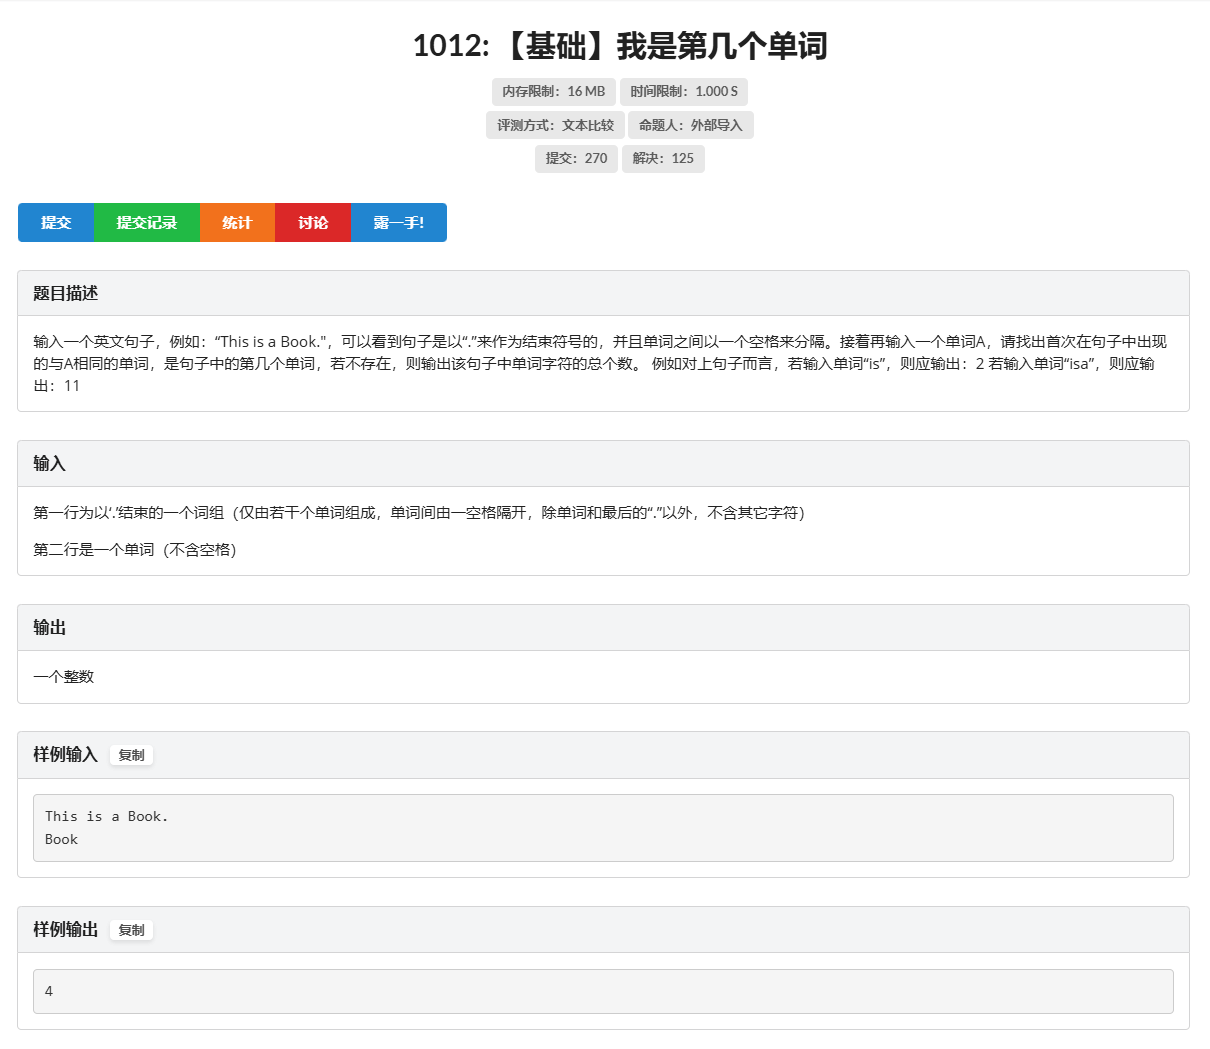 1012: 【基础】我是第几个单词
内存限制：16 MB 时间限制：1.000 S
评测方式：文本比较 命题人：外部导入
提交：270 解决：125
提交 提交记录 统计 讨论 露一手!
题目描述
输入一个英文句子，例如：“This is a Book."，可以看到句子是以“.”来作为结束符号的，并且单词之间以一个空格来分隔。接着再输入一个单词A，请找出首次在句子中出现
的与A相同的单词，是句子中的第几个单词，若不存在，则输出该句子中单词字符的总个数。 例如对上句子而言，若输入单词“is”，则应输出：2 若输入单词“isa”，则应输
出：11
输入
第一行为以‘.’结束的一个词组（仅由若干个单词组成，单词间由一空格隔开，除单词和最后的“.”以外，不含其它字符）
第二行是一个单词（不含空格）
输出
一个整数
样例输入 复制
This is a Book.
Book
样例输出 复制
4